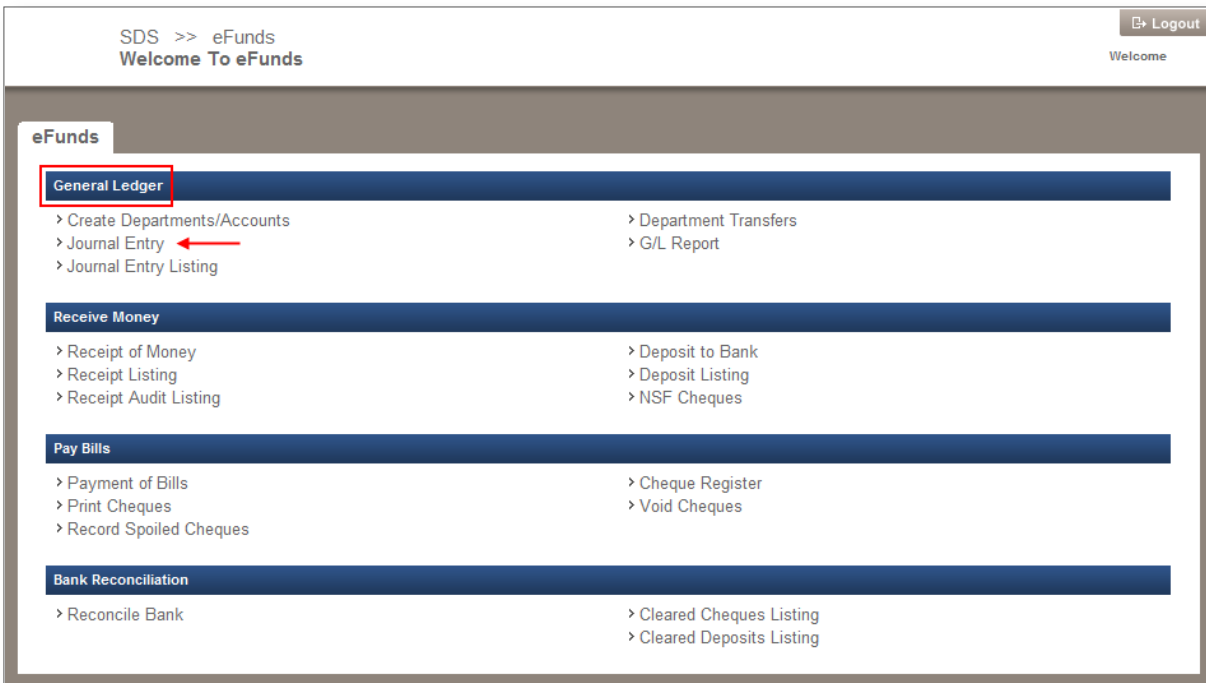 Logout
SDS >> eFunds
Welcome To eFunds
Welcome
eFunds
General Ledger
> Create Departments/Accounts
> Journal Entry
> Journal Entry Listing
> Department Transfers
> G/L Report
Receive Money
> Receipt of Money
> Receipt Listing
> Receipt Audit Listing
> Deposit to Bank
> Deposit Listing
> NSF Cheques
Pay Bills
> Payment of Bills
> Print Cheques
> Record Spoiled Cheques
> Cheque Register
> Void Cheques
Bank Reconciliation
> Reconcile Bank
> Cleared Cheques Listing
> Cleared Deposits Listing